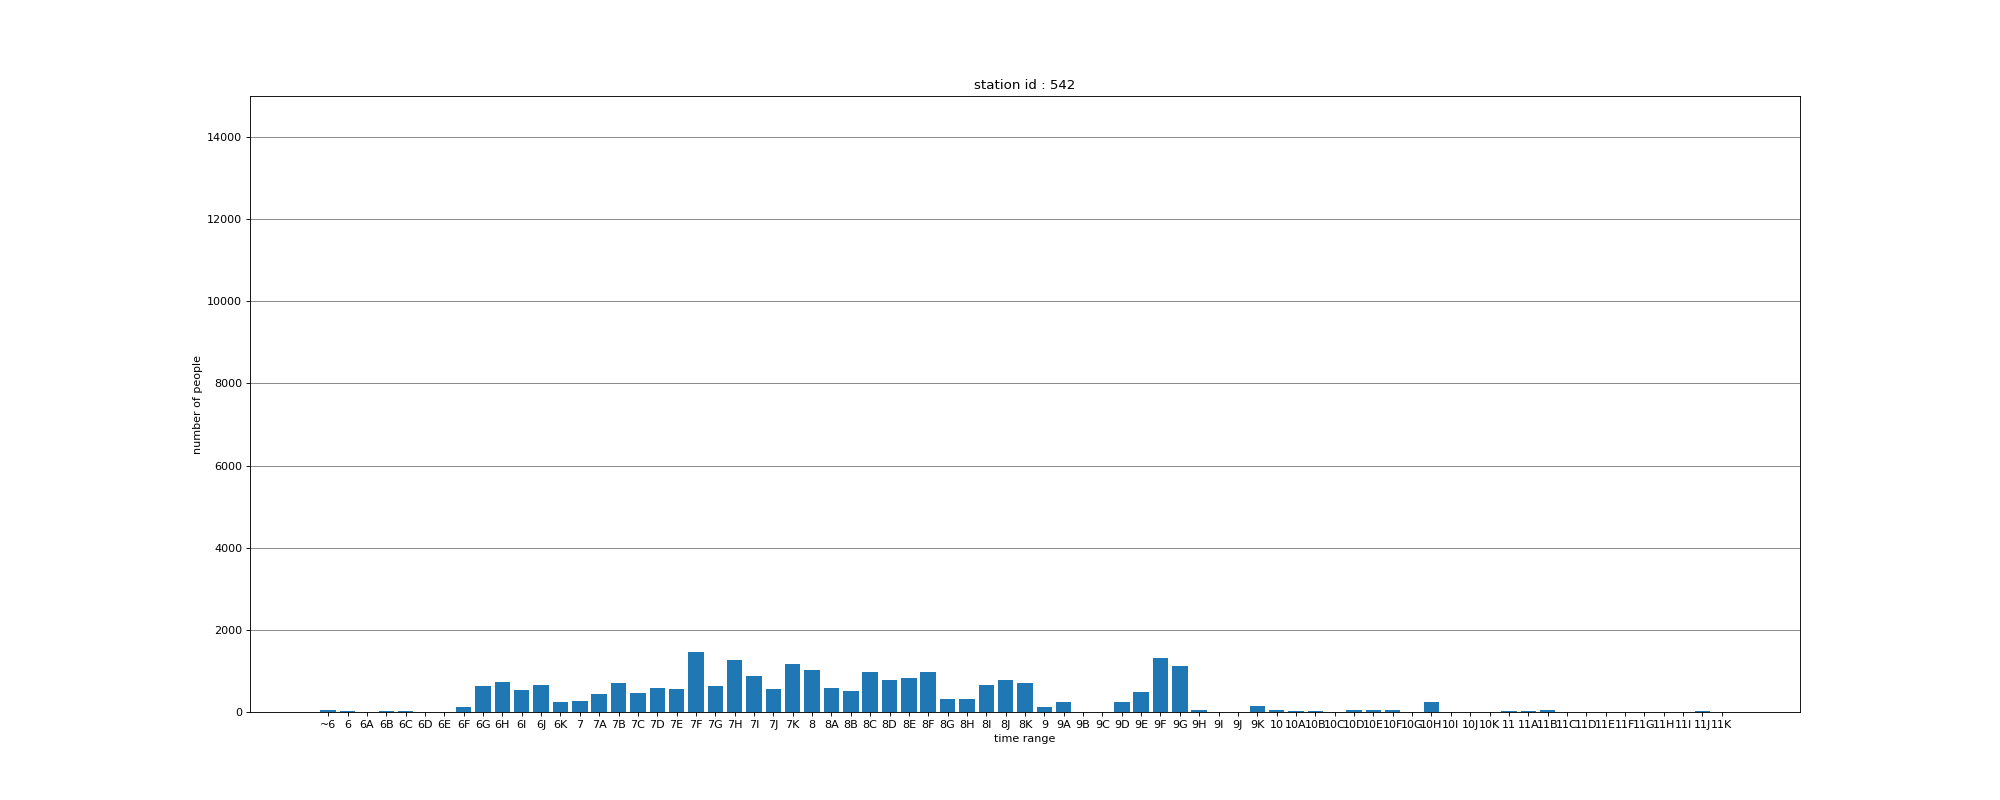 station id : 542
14000
12000
10000
8000
6000
4000
2000
0
number of people
~6 6 6A 6B 6C 6D 6E 6F 6G 6H 6I 6J 6K 7 7A 7B 7C 7D 7E 7F 7G 7H 7I 7J 7K 8 8A 8B 8C 8D 8E 8F 8G 8H 8I 8J 8K 9 9A 9B 9C 9D 9E 9F 9G 9H 9I 9J 9K 10 10A 10B 10C 10D 10E 10F 10G 10H 10I 10J 10K 11 11A 11B 11C 11D 11E 11F 11G 11H 11I 11J 11K
time range